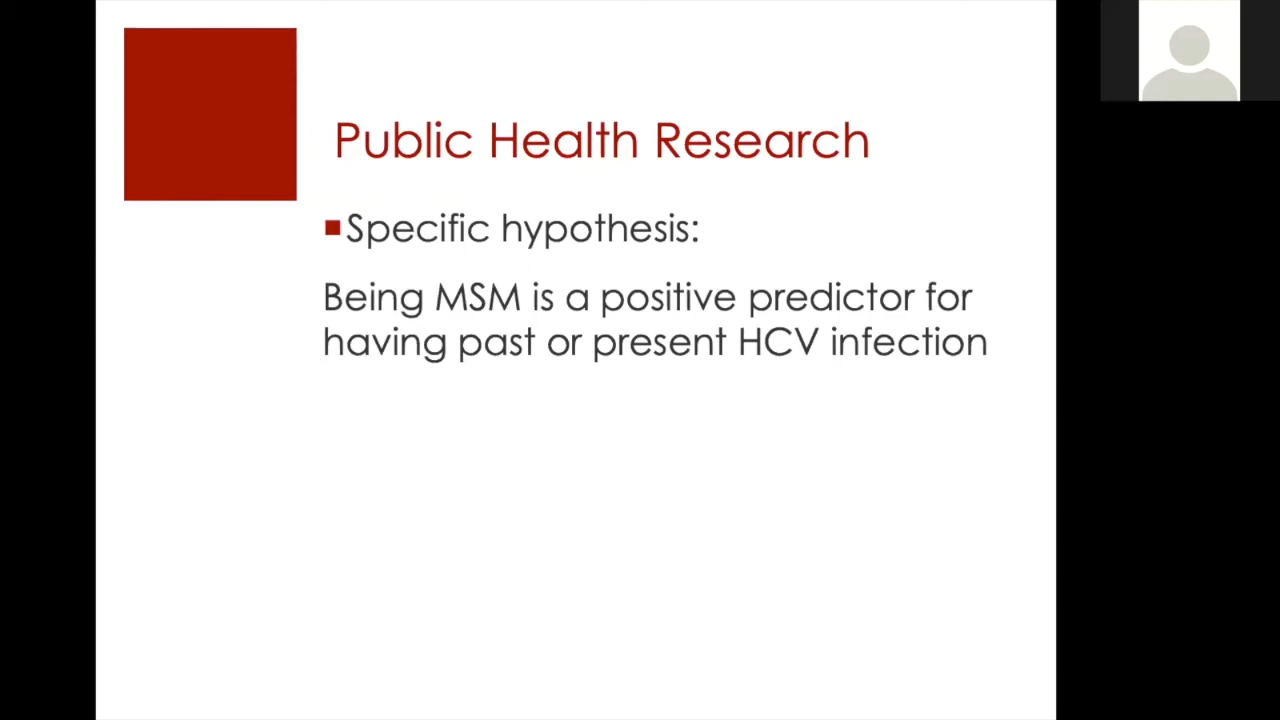 Public Health Research
Specific hypothesis:
Being MSM is a positive predictor for
having past or present HCV infection